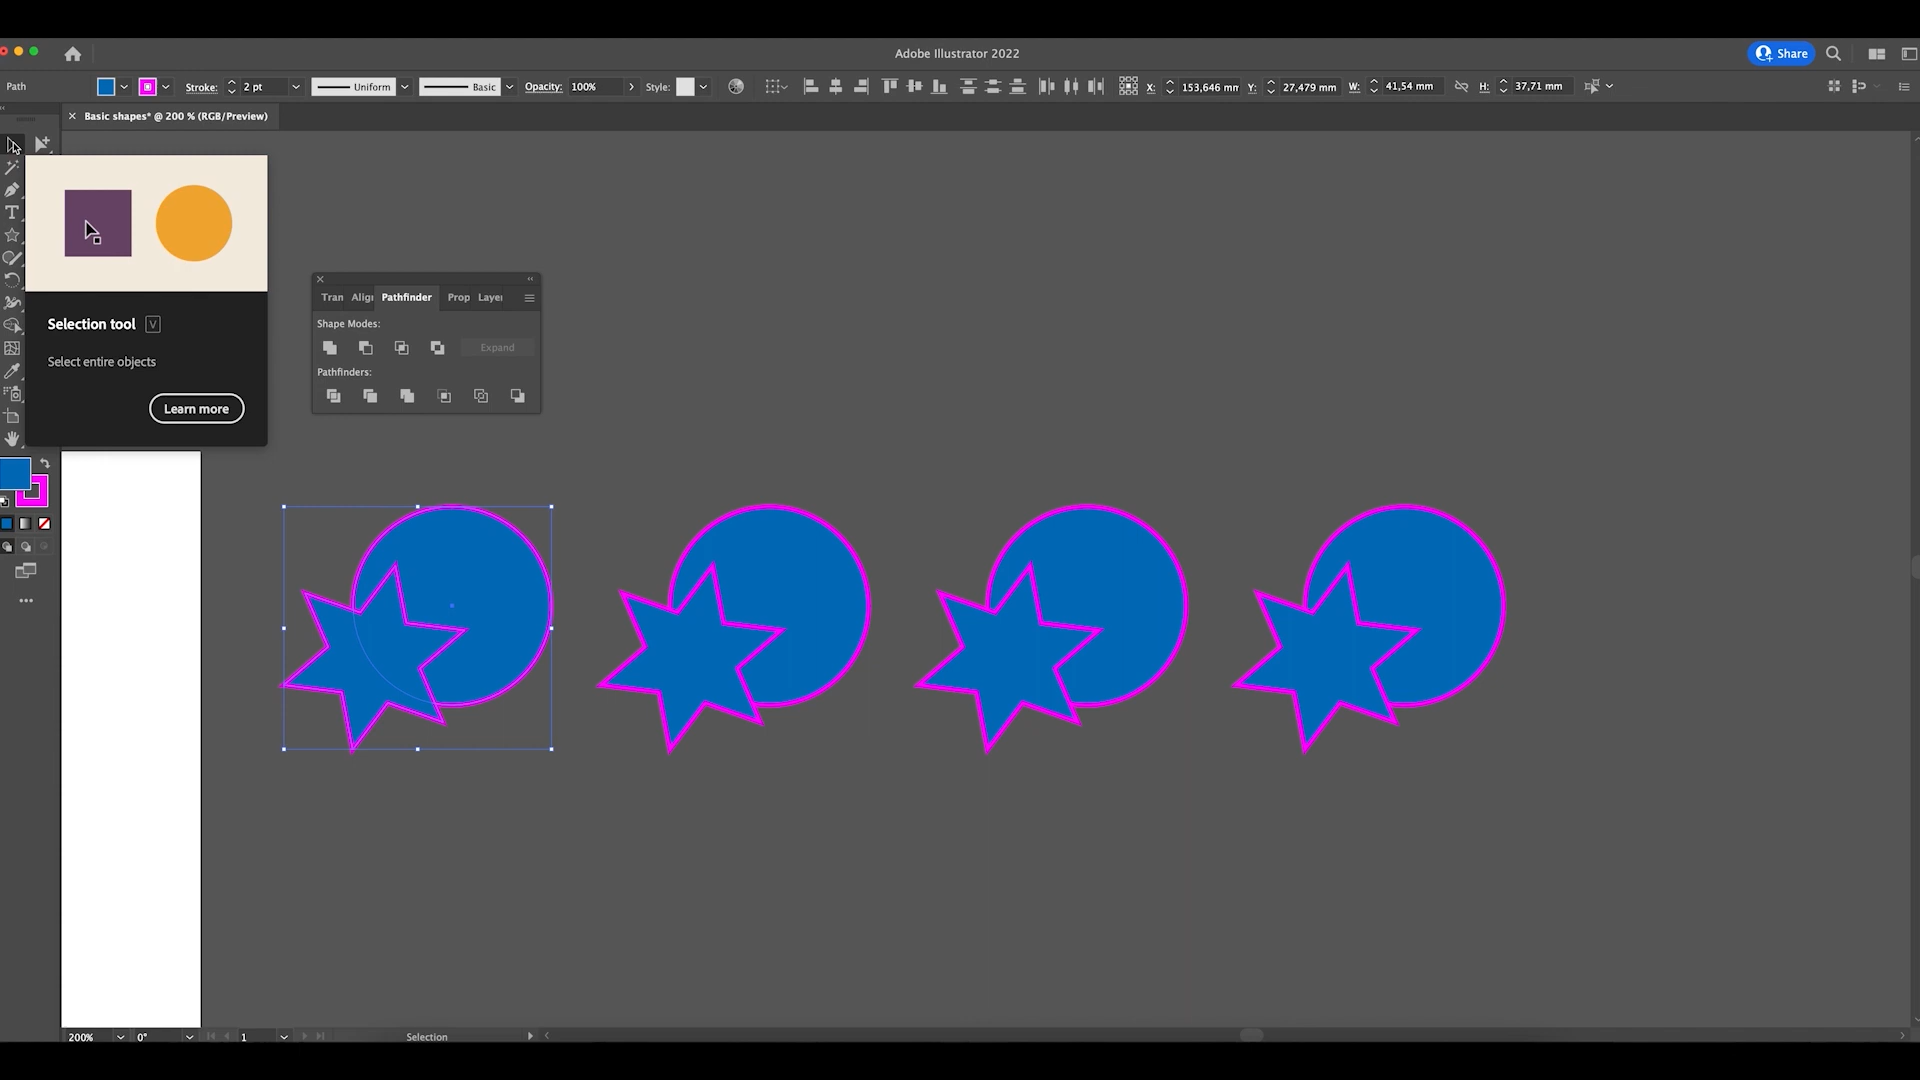 Adobe Illustrator 2022
Share
Path
Stroke: 2 pt Uniform Basic Opacity: 100% Style: X: 153,646 mm Y: 27,479 mm W: 41,54 mm H: 37,71 mm
Basic shapes* @ 200 % (RGB/Preview)
Tran Aligı Pathfinder Prop Layeı
Shape Modes:
Selection tool V
Expand
Select entire objects
Pathfinders:
Learn more
200% 0° 1 Selection